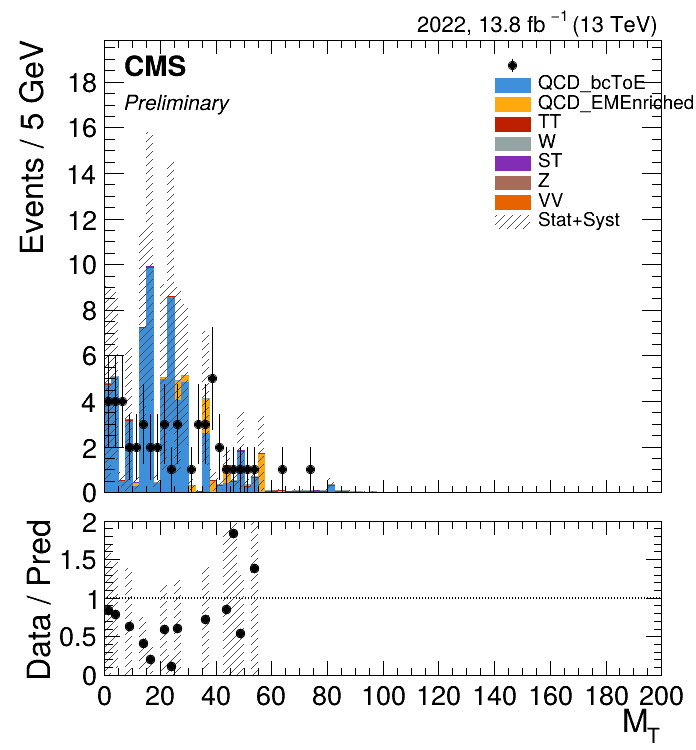 2022, 13.8 fb⁻¹ (13 TeV)
CMS
Preliminary
QCD_bcToE
QCD_EMEnriched
TT
W
ST
Z
VV
Stat+Syst
Events / 5 GeV
18
16
14
12
10
8
6
4
2
0
Data / Pred
2
1.5
1
0.5
0
0 20 40 60 80 100 120 140 160 180 200
M_T